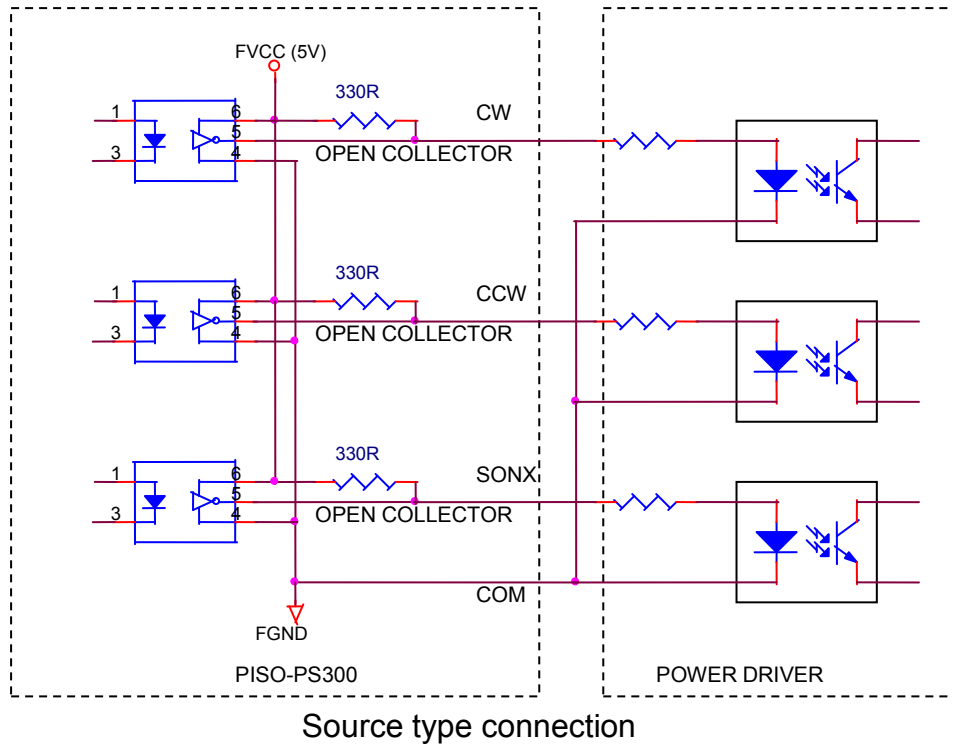 FVCC (5V)
330R
CW
1
6
5
3
4
OPEN COLLECTOR
330R
CCW
1
6
5
3
4
OPEN COLLECTOR
330R
SONX
1
6
5
3
4
OPEN COLLECTOR
COM
FGND
PISO-PS300
POWER DRIVER
Source type connection